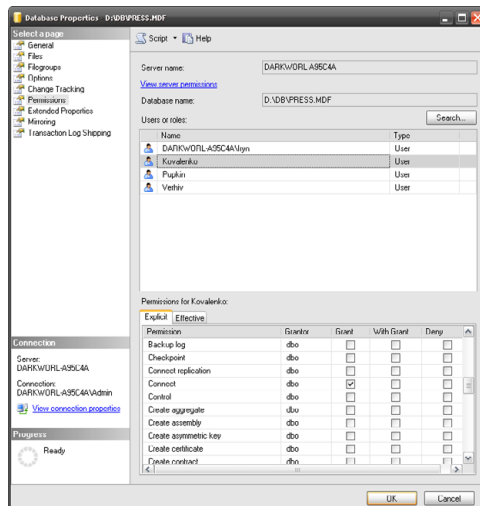 Database Properties - D:\DB\PRESS.MDF
Select a page
General
Files
Filegroups
Options
Change Tracking
Permissions
Extended Properties
Mirroring
Transaction Log Shipping
Script
Help
Server name:
DARKWORL-A95C4A
View server permissions
Database name:
D:\DB\PRESS.MDF
Users or roles:
Search...
Name Type
DARKWORL-A95C4A\ User
Kovalenko User
Pupkin User
Verhiv User
Permissions for Kovalenko:
Explicit Effective
Permission Grantor Grant With Grant Deny
Backup log dbo
Checkpoint dbo
Connect replication dbo
Connect dbo
Control dbo
Create aggregate dbo
Create assembly dbo
Create asymmetric key dbo
Create certificate dbo
Create contract dbo
Connection
Server:
DARKWORL-A95C4A
Connection:
DARKWORL-A95C4A\Admin
View connection properties
Progress
Ready
OK Cancel